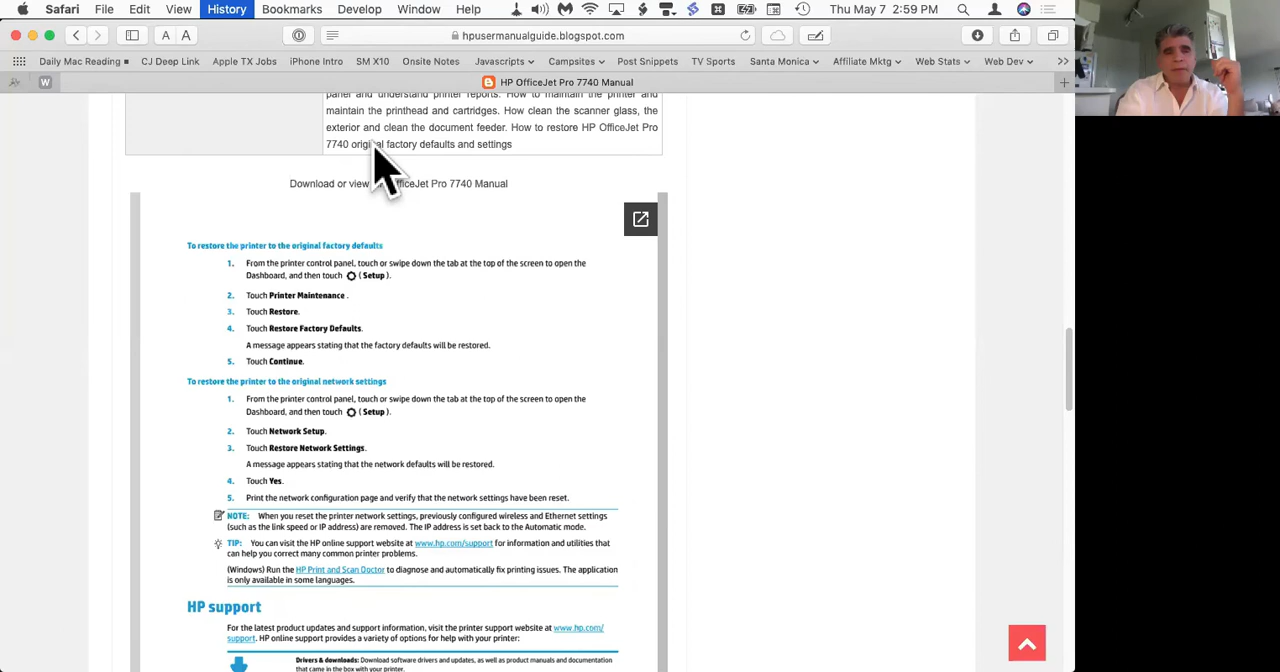 Safari File Edit View History Bookmarks Develop Window Help Thu May 7 2:59 PM
A A hpusermanualguide.blogspot.com
Daily Mac Reading CJ Deep Link Apple TX Jobs iPhone Intro SM X10 Onsite Notes Javascripts Campsites Post Snippets TV Sports Santa Monica Affiliate Mktg Web Stats Web Dev >>
W HP OfficeJet Pro 7740 Manual +
panel and understand printer reports. How to maintain the printer and
maintain the printhead and cartridges. How clean the scanner glass, the
exterior and clean the document feeder. How to restore HP OfficeJet Pro
7740 original factory defaults and settings
Download or view OfficeJet Pro 7740 Manual
To restore the printer to the original factory defaults
1. From the printer control panel, touch or swipe down the tab at the top of the screen to open the
Dashboard, and then touch ( Setup ).
2. Touch Printer Maintenance .
3. Touch Restore.
4. Touch Restore Factory Defaults.
A message appears stating that the factory defaults will be restored.
5. Touch Continue.
To restore the printer to the original network settings
1. From the printer control panel, touch or swipe down the tab at the top of the screen to open the
Dashboard, and then touch ( Setup ).
2. Touch Network Setup.
3. Touch Restore Network Settings.
A message appears stating that the network defaults will be restored.
4. Touch Yes.
5. Print the network configuration page and verify that the network settings have been reset.
NOTE: When you reset the printer network settings, previously configured wireless and Ethernet settings
(such as the link speed or IP address) are removed. The IP address is set back to the Automatic mode.
TIP: You can visit the HP online support website at www.hp.com/support for information and utilities that
can help you correct many common printer problems.
(Windows) Run the HP Print and Scan Doctor to diagnose and automatically fix printing issues. The application
is only available in some languages.
HP support
For the latest product updates and support information, visit the printer support website at www.hp.com/
support. HP online support provides a variety of options for help with your printer:
Drivers & downloads: Download software drivers and updates, as well as product manuals and documentation
that came in the box with your printer.